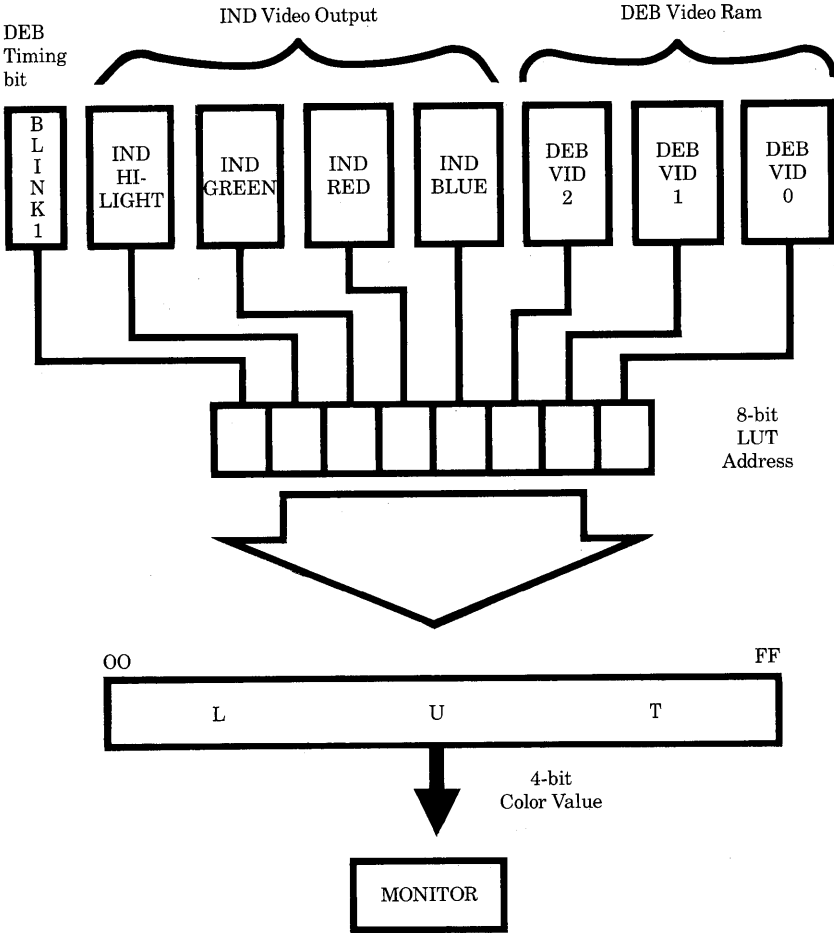 IND Video Output
DEB Video Ram
DEB
Timing
bit
B
L
I
N
K
1
IND
HI-
LIGHT
IND
GREEN
IND
RED
IND
BLUE
DEB
VID
2
DEB
VID
1
DEB
VID
0
8-bit
LUT
Address
OO
FF
L U T
4-bit
Color Value
MONITOR